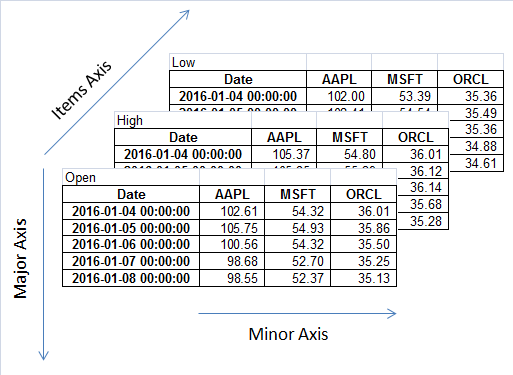 Items Axis
Low
Date AAPL MSFT ORCL
2016-01-04 00:00:00 102.00 53.39 35.36
35.49
35.36
34.88
34.61
High
Date AAPL MSFT ORCL
2016-01-04 00:00:00 105.37 54.80 36.01
36.12
36.14
35.68
35.28
Open
Date AAPL MSFT ORCL
2016-01-04 00:00:00 102.61 54.32 36.01
2016-01-05 00:00:00 105.75 54.93 35.86
2016-01-06 00:00:00 100.56 54.32 35.50
2016-01-07 00:00:00 98.68 52.70 35.25
2016-01-08 00:00:00 98.55 52.37 35.13
Major Axis
Minor Axis